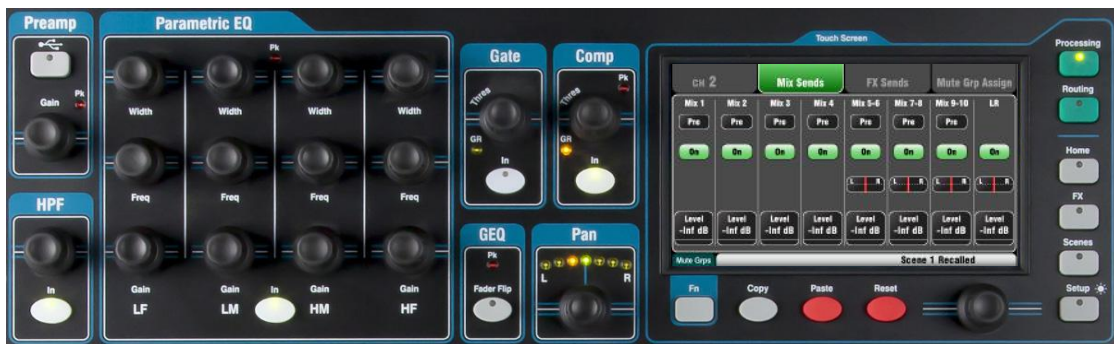 Preamp
Gain
Pk
HPF
In
Parametric EQ
Pk
Width Width Width Width
Freq Freq Freq Freq
Gain Gain In Gain Gain
LF LM HM HF
Gate
Thres
GR
In
Comp
Pk
Thres
GR
In
GEQ
Pk
Fader Flip
Pan
L R
Touch Screen
CH 2 Mix Sends FX Sends Mute Grp Assign
Mix 1 Mix 2 Mix 3 Mix 4 Mix 5-6 Mix 7-8 Mix 9-10 LR
Pre Pre Pre Pre Pre Pre Pre
On On On On On On On On
L R L R L R L R
Level Level Level Level Level Level Level Level
-Inf dB -Inf dB -Inf dB -Inf dB -Inf dB -Inf dB -Inf dB -Inf dB
Mute Grps Scene 1 Recalled
Fn Copy Paste Reset
Processing
Routing
Home
FX
Scenes
Setup